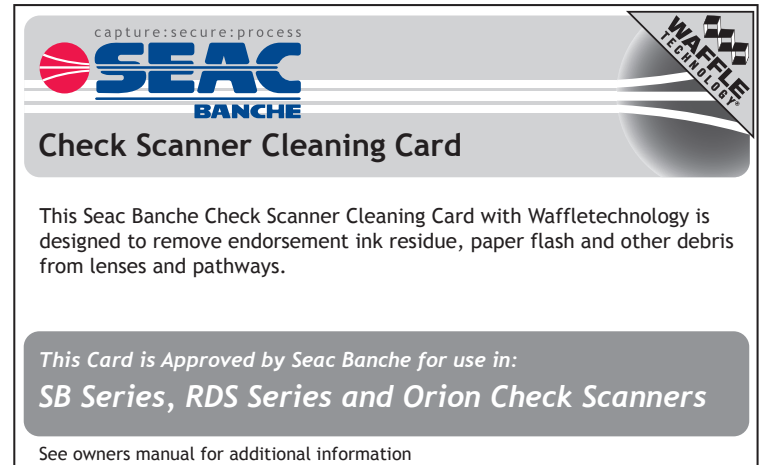 capture:secure:process
SEAC
BANCHE
WAFFLE
TECHNOLOGY®
Check Scanner Cleaning Card
This Seac Banche Check Scanner Cleaning Card with Waffletechnology is
designed to remove endorsement ink residue, paper flash and other debris
from lenses and pathways.
This Card is Approved by Seac Banche for use in:
SB Series, RDS Series and Orion Check Scanners
See owners manual for additional information